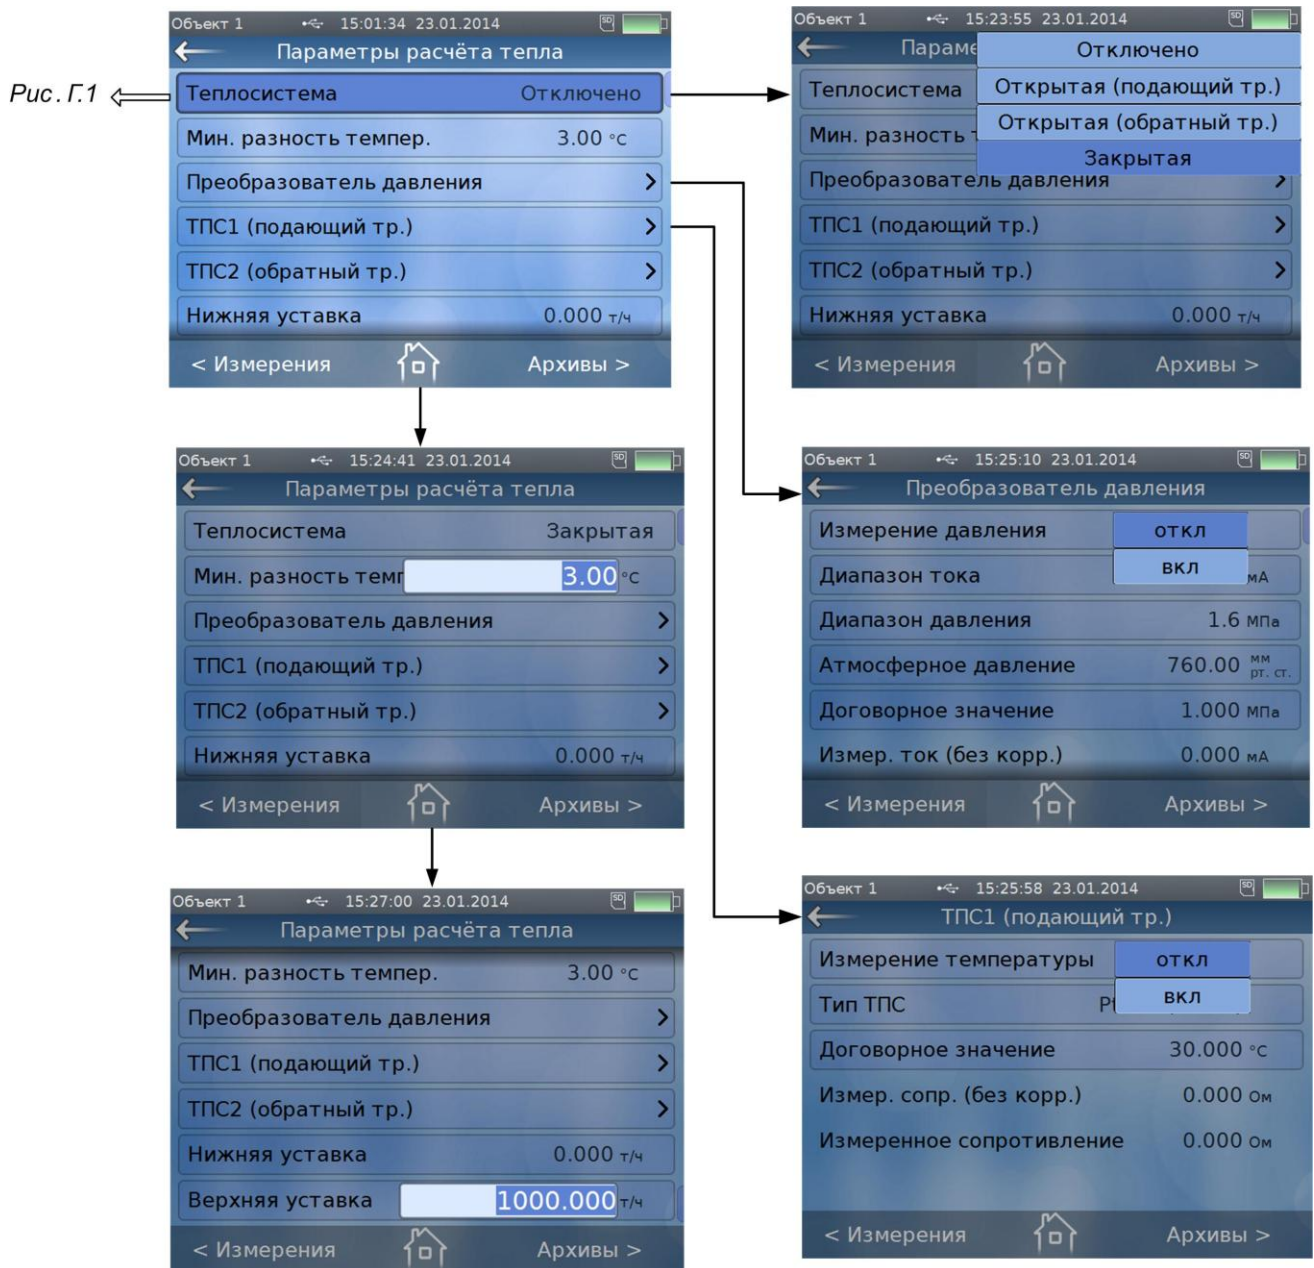 Рис. Г.1
Объект 1 15:01:34 23.01.2014 SD
Параметры расчёта тепла
Теплосистема Отключено
Мин. разность темпер. 3.00 °C
Преобразователь давления >
ТПС1 (подающий тр.) >
ТПС2 (обратный тр.) >
Нижняя уставка 0.000 т/ч
< Измерения Архивы >
Объект 1 15:23:55 23.01.2014 SD
Параме
Отключено
Открытая (подающий тр.)
Открытая (обратный тр.)
Закрытая
Теплосистема
Мин. разность т
Преобразователь давления
ТПС1 (подающий тр.) >
ТПС2 (обратный тр.) >
Нижняя уставка 0.000 т/ч
< Измерения Архивы >
Объект 1 15:24:41 23.01.2014 SD
Параметры расчёта тепла
Теплосистема Закрытая
Мин. разность темп 3.00 °C
Преобразователь давления >
ТПС1 (подающий тр.) >
ТПС2 (обратный тр.) >
Нижняя уставка 0.000 т/ч
< Измерения Архивы >
Объект 1 15:25:10 23.01.2014 SD
Преобразователь давления
Измерение давления откл
вкл
Диапазон тока мА
Диапазон давления 1.6 МПа
Атмосферное давление 760.00 мм рт. ст.
Договорное значение 1.000 МПа
Измер. ток (без корр.) 0.000 мА
< Измерения Архивы >
Объект 1 15:27:00 23.01.2014 SD
Параметры расчёта тепла
Мин. разность темпер. 3.00 °C
Преобразователь давления >
ТПС1 (подающий тр.) >
ТПС2 (обратный тр.) >
Нижняя уставка 0.000 т/ч
Верхняя уставка 1000.000 т/ч
< Измерения Архивы >
Объект 1 15:25:58 23.01.2014 SD
ТПС1 (подающий тр.)
Измерение температуры откл
вкл
Тип ТПС
Договорное значение 30.000 °C
Измер. сопр. (без корр.) 0.000 Ом
Измеренное сопротивление 0.000 Ом
< Измерения Архивы >